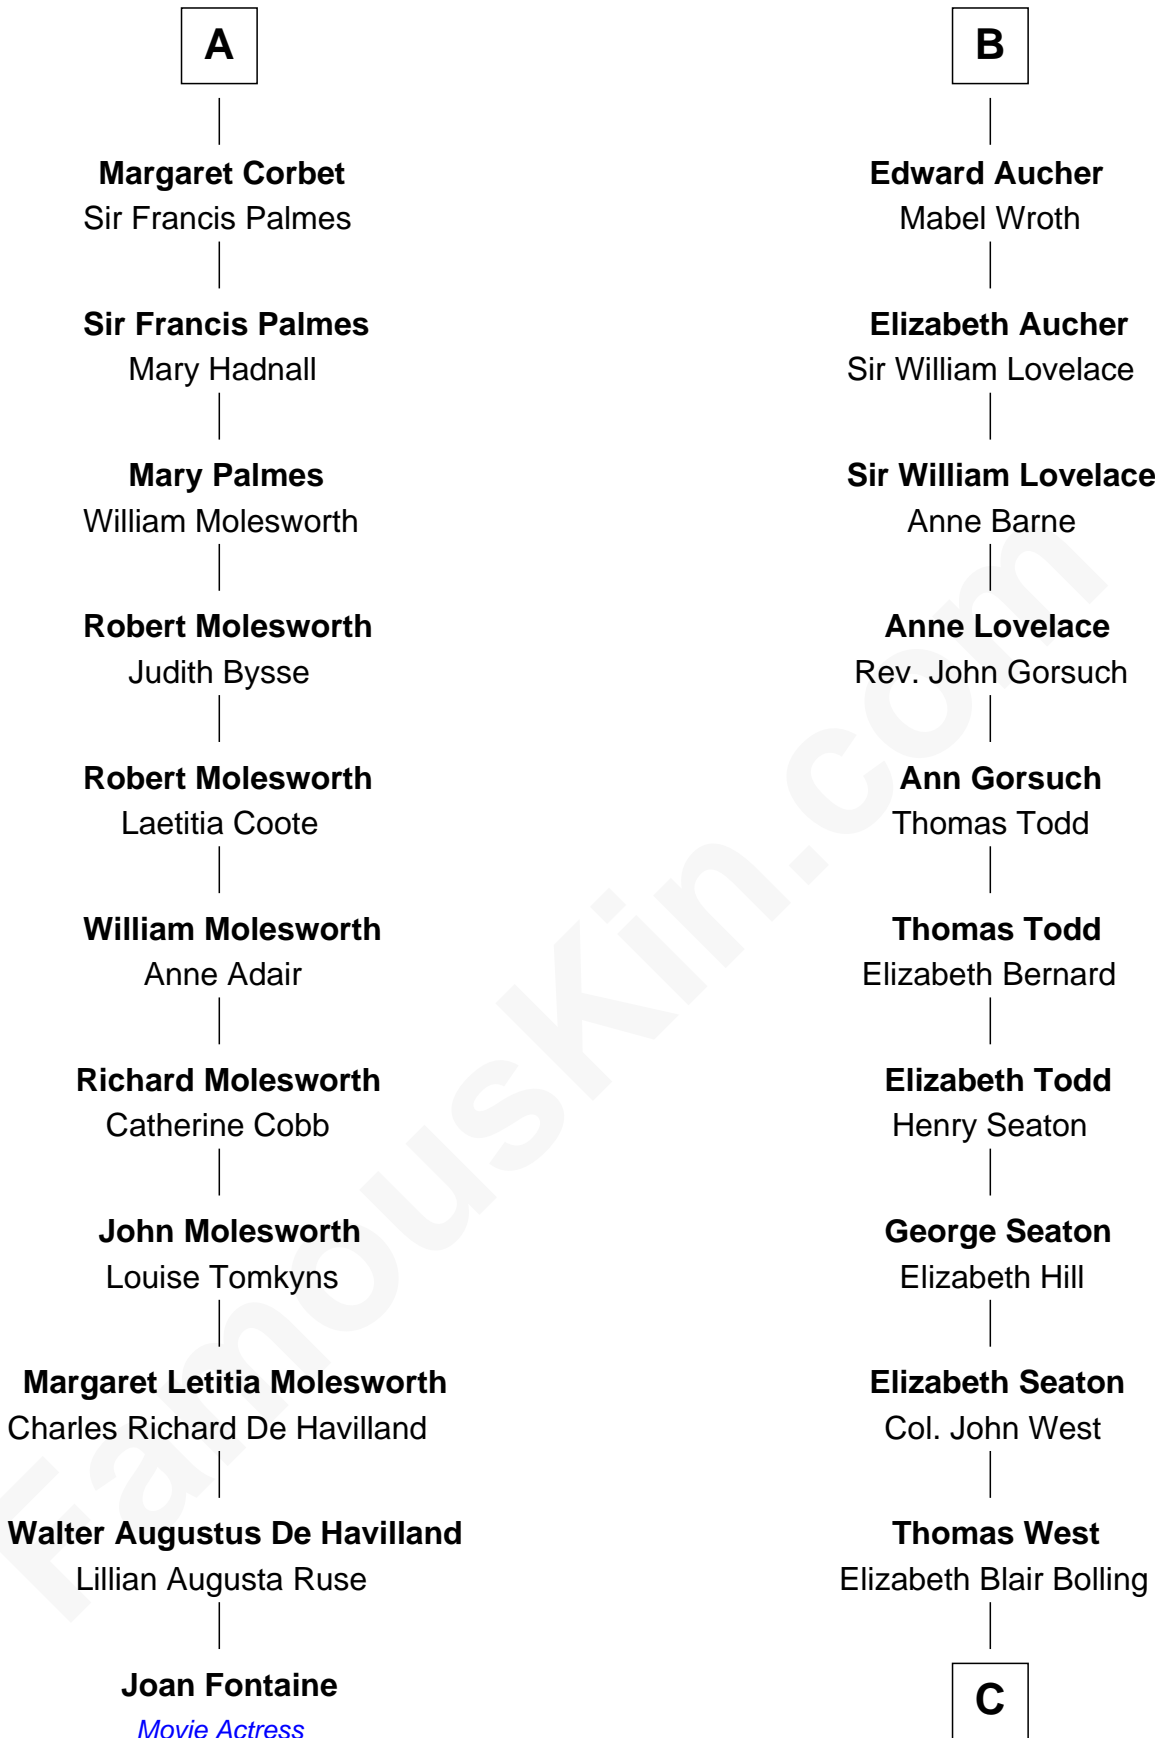 A
Margaret Corbet
Sir Francis Palmes
Sir Francis Palmes
Mary Hadnall
Mary Palmes
William Molesworth
Robert Molesworth
Judith Bysse
Robert Molesworth
Laetitia Coote
William Molesworth
Anne Adair
Richard Molesworth
Catherine Cobb
John Molesworth
Louise Tomkyns
Margaret Letitia Molesworth
Charles Richard De Havilland
Walter Augustus De Havilland
Lillian Augusta Ruse
Joan Fontaine
Movie Actress
B
Edward Aucher
Mabel Wroth
Elizabeth Aucher
Sir William Lovelace
Sir William Lovelace
Anne Barne
Anne Lovelace
Rev. John Gorsuch
Ann Gorsuch
Thomas Todd
Thomas Todd
Elizabeth Bernard
Elizabeth Todd
Henry Seaton
George Seaton
Elizabeth Hill
Elizabeth Seaton
Col. John West
Thomas West
Elizabeth Blair Bolling
C
FamousKin.com